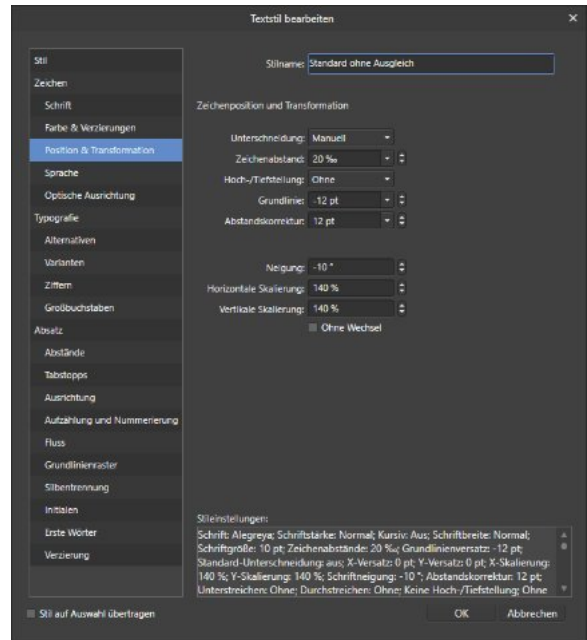 Textstil bearbeiten
Stil
Zeichen
Schrift
Farbe & Verzierungen
Position & Transformation
Sprache
Optische Ausrichtung
Typografie
Alternativen
Varianten
Ziffern
Großbuchstaben
Absatz
Abstände
Tabstopps
Ausrichtung
Aufzählung und Nummerierung
Fluss
Grundlinienraster
Silbentrennung
Initialen
Erste Wörter
Verzierung
Stilname: Standard ohne Ausgleich
Zeichenposition und Transformation
Unterschneidung: Manuell
Zeichenabstand: 20 ‰
Hoch-/Tiefstellung: Ohne
Grundlinie: -12 pt
Abstandskorrektur: 12 pt
Neigung: -10 °
Horizontale Skalierung: 140 %
Vertikale Skalierung: 140 %
Ohne Wechsel
Stileinstellungen:
Schrift: Alegreya; Schriftstärke: Normal; Kursiv: Aus; Schriftbreite: Normal;
Schriftgröße: 10 pt; Zeichenabstände: 20 ‰; Grundlinienversatz: -12 pt;
Standard-Unterschneidung: aus; X-Versatz: 0 pt; Y-Versatz: 0 pt; X-Skalierung:
140 %; Y-Skalierung: 140 %; Schriftneigung: -10 °; Abstandskorrektur: 12 pt;
Unterstreichen: Ohne; Durchstreichen: Ohne; Keine Hoch-/Tiefstellung; Ohne
Stil auf Auswahl übertragen
OK
Abbrechen